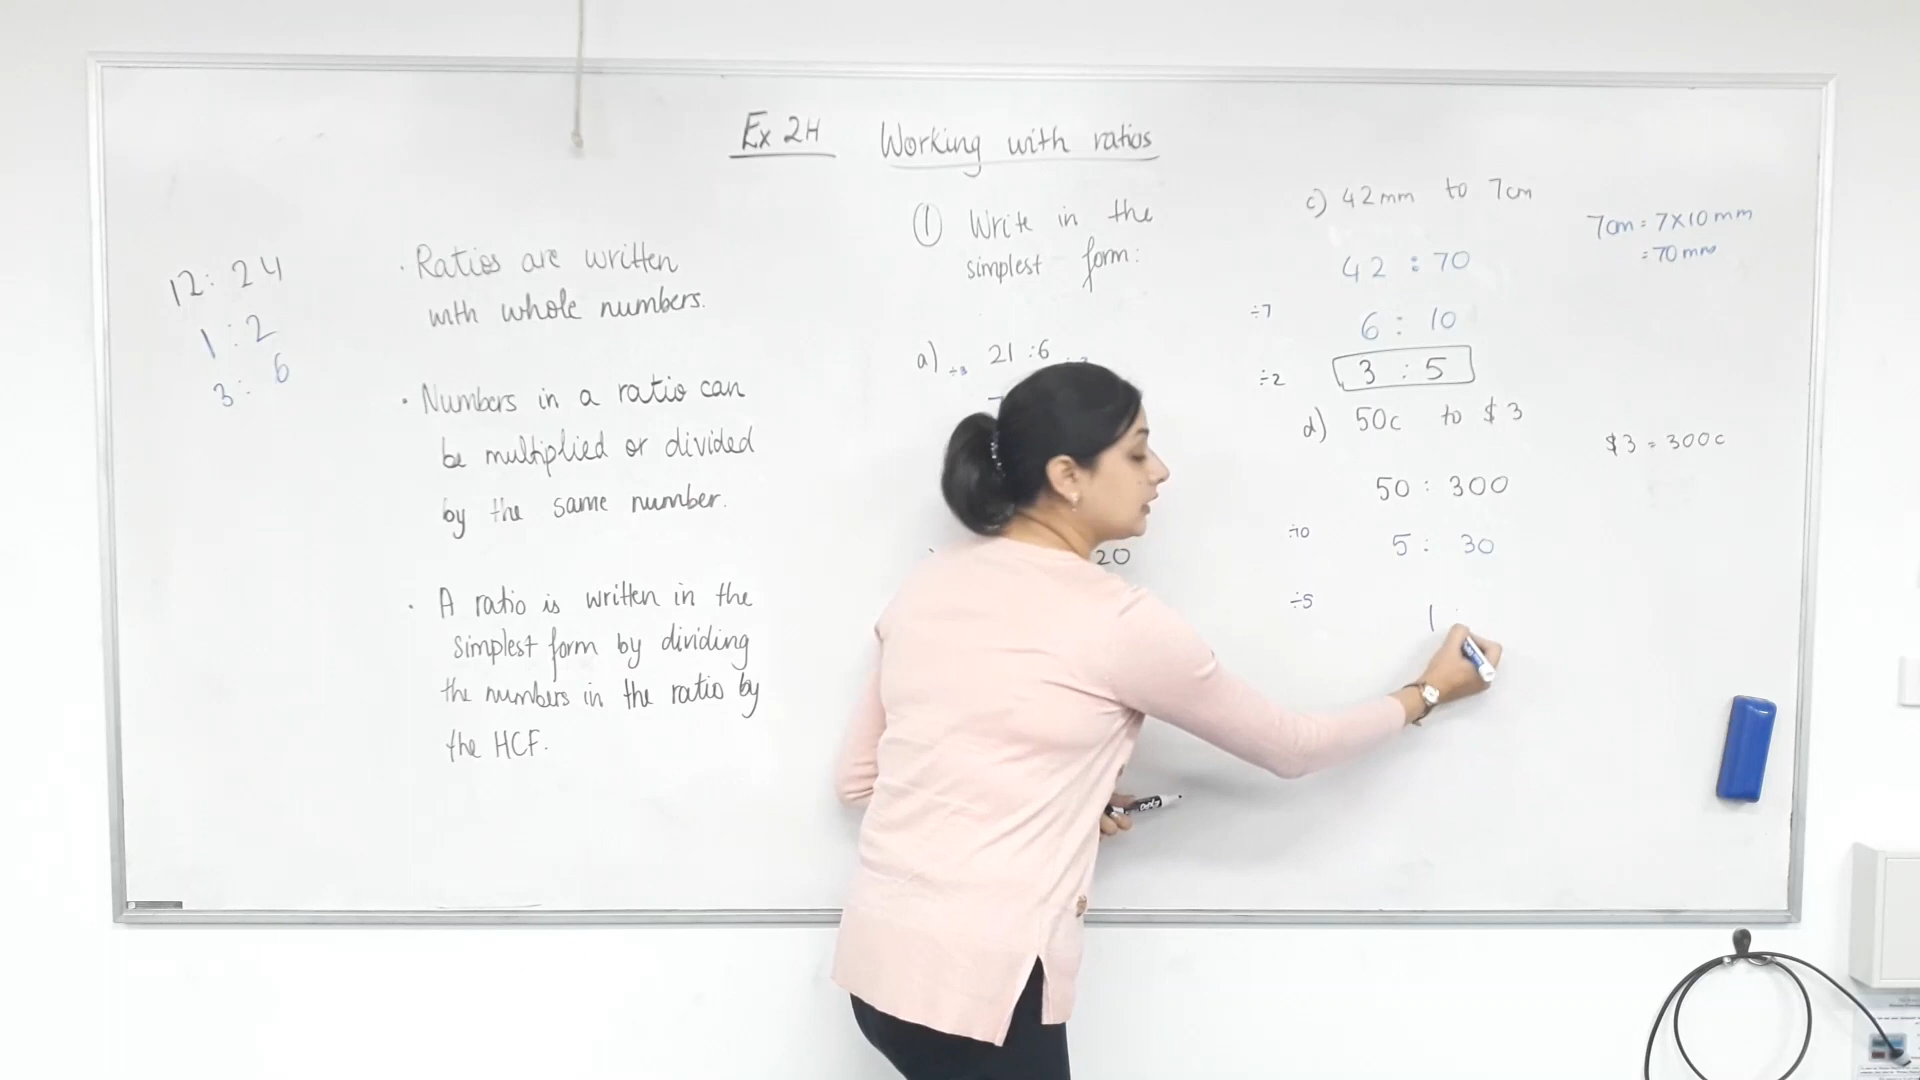 Ex 2H Working with ratios
12: 24
1 : 2
3 : 6
· Ratios are written
with whole numbers.
· Numbers in a ratio can
be multiplied or divided
by the same number.
· A ratio is written in the
simplest form by dividing
the numbers in the ratio by
the HCF.
① Write in the
simplest form:
a) ÷3 21 :6
20
c) 42mm to 7cm
42 : 70
÷7 6 : 10
÷2 3 : 5
7cm = 7×10 mm
= 70 mm
d) 50c to $3
$3 = 300c
50 : 300
÷10 5 : 30
÷5 1 :
Expo